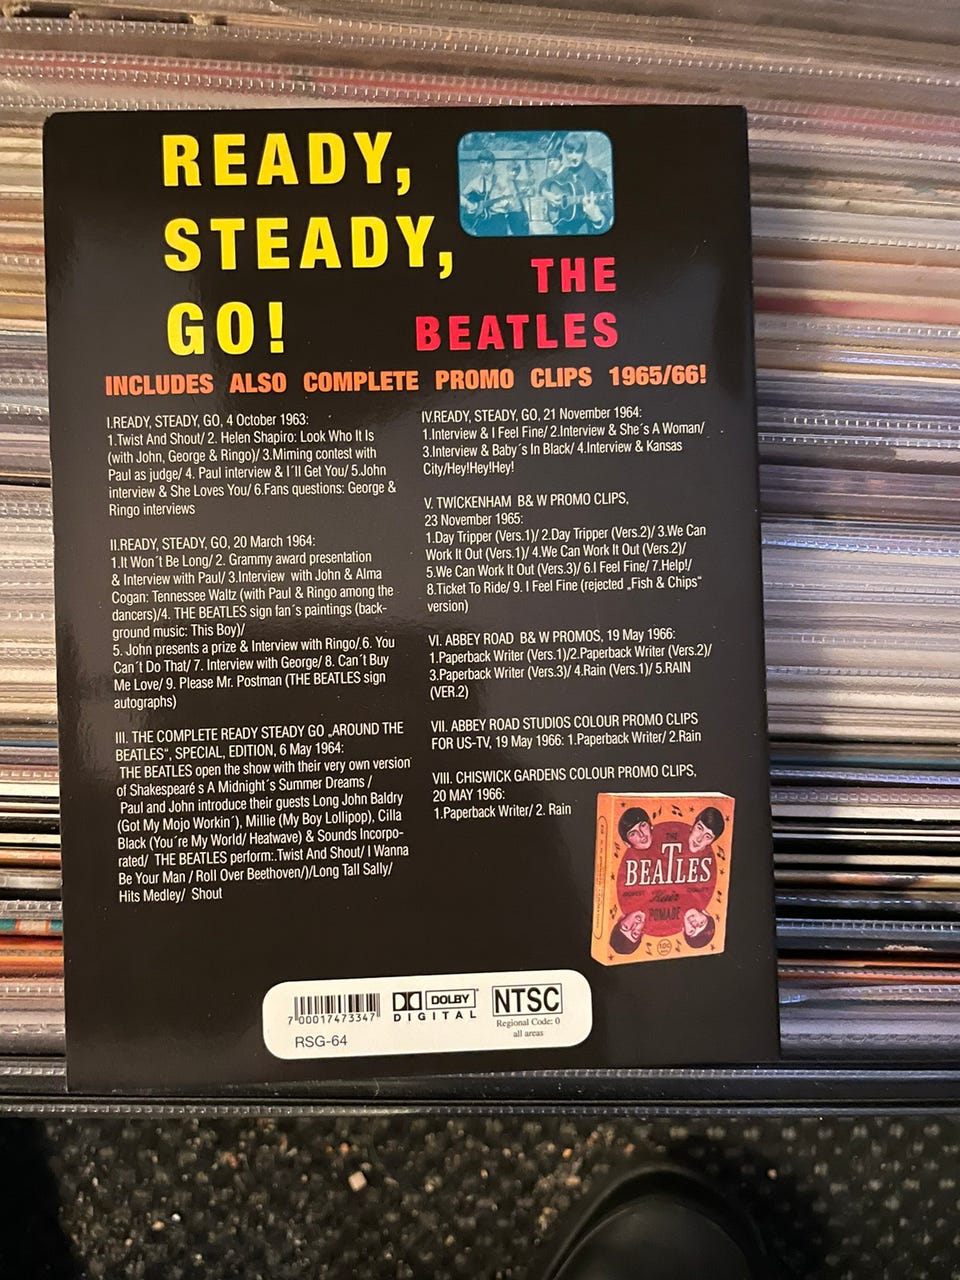 READY,
STEADY,
GO!
THE
BEATLES
INCLUDES ALSO COMPLETE PROMO CLIPS 1965/66!
I.READY, STEADY, GO, 4 October 1963:
1.Twist And Shout/ 2. Helen Shapiro: Look Who It Is
(with John, George & Ringo)/ 3.Miming contest with
Paul as judge/ 4. Paul interview & I´ll Get You/ 5.John
interview & She Loves You/ 6.Fans questions: George &
Ringo interviews
II.READY, STEADY, GO, 20 March 1964:
1.It Won´t Be Long/ 2. Grammy award presentation
& Interview with Paul/ 3.Interview with John & Alma
Cogan: Tennessee Waltz (with Paul & Ringo among the
dancers)/4. THE BEATLES sign fan´s paintings (back-
ground music: This Boy)/
5. John presents a prize & Interview with Ringo/.6. You
Can´t Do That/ 7. Interview with George/ 8. Can´t Buy
Me Love/ 9. Please Mr. Postman (THE BEATLES sign
autographs)
III. THE COMPLETE READY STEADY GO „AROUND THE
BEATLES“, SPECIAL, EDITION, 6 May 1964:
THE BEATLES open the show with their very own version
of Shakespeare´s A Midnight´s Summer Dreams /
Paul and John introduce their guests Long John Baldry
(Got My Mojo Workin´), Millie (My Boy Lollipop), Cilla
Black (You´re My World/ Heatwave) & Sounds Incorpo-
rated/ THE BEATLES perform:.Twist And Shout/ I Wanna
Be Your Man / Roll Over Beethoven/)/Long Tall Sally/
Hits Medley/ Shout
IV.READY, STEADY, GO, 21 November 1964:
1.Interview & I Feel Fine/ 2.Interview & She´s A Woman/
3.Interview & Baby´s In Black/ 4.Interview & Kansas
City/Hey!Hey!Hey!
V. TWICKENHAM B& W PROMO CLIPS,
23 November 1965:
1.Day Tripper (Vers.1)/ 2.Day Tripper (Vers.2)/ 3.We Can
Work It Out (Vers.1)/ 4.We Can Work It Out (Vers.2)/
5.We Can Work It Out (Vers.3)/ 6.I Feel Fine/ 7.Help!/
8.Ticket To Ride/ 9. I Feel Fine (rejected „Fish & Chips“
version)
VI. ABBEY ROAD B& W PROMOS, 19 May 1966:
1.Paperback Writer (Vers.1)/2.Paperback Writer (Vers.2)/
3.Paperback Writer (Vers.3)/ 4.Rain (Vers.1)/ 5.RAIN
(VER.2)
VII. ABBEY ROAD STUDIOS COLOUR PROMO CLIPS
FOR US-TV, 19 May 1966: 1.Paperback Writer/ 2.Rain
VIII. CHISWICK GARDENS COLOUR PROMO CLIPS,
20 MAY 1966:
1.Paperback Writer/ 2. Rain
THE
BEATLES
Hair
POMADE
10¢
7 00017 47334 7
RSG-64
DOLBY
DIGITAL
NTSC
Regional Code: 0
all areas